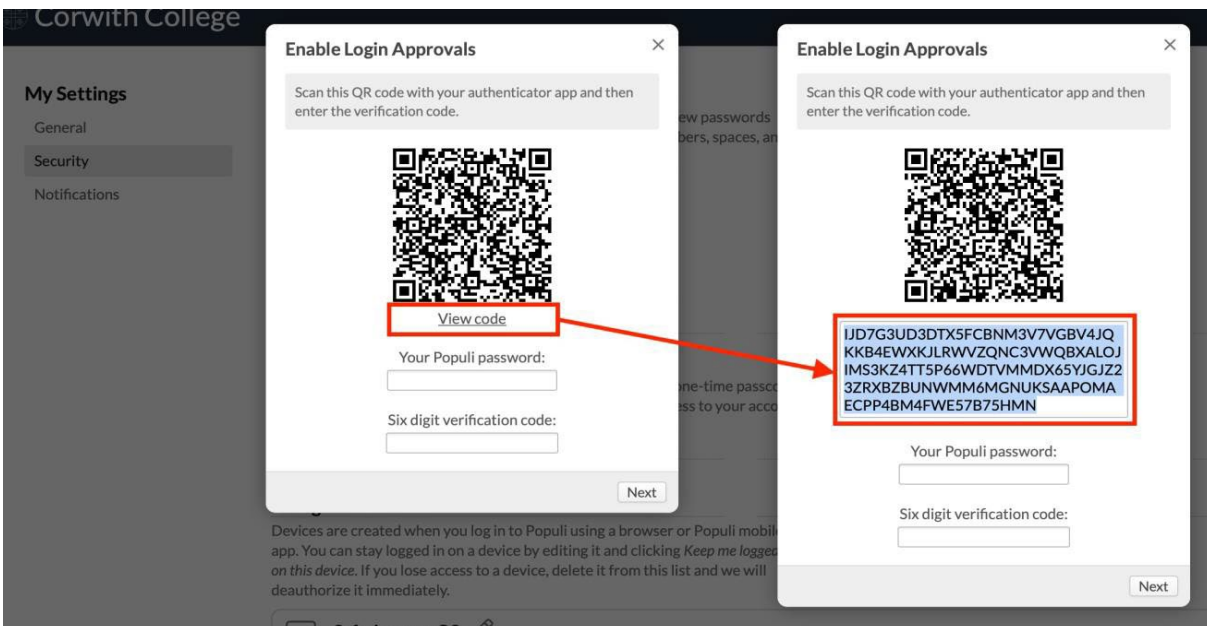 Corwith College
My Settings
General
Security
Notifications
Enable Login Approvals
Scan this QR code with your authenticator app and then
enter the verification code.
View code
Your Populi password:
Six digit verification code:
Next
Enable Login Approvals
Scan this QR code with your authenticator app and then
enter the verification code.
IJD7G3UD3DTX5FCBNM3V7VGBV4JQ
KKB4EWXKJLRWVZQNC3VWQBXALOJ
IMS3KZ4TT5P66WDTVMMDX65YJGJZ2
3ZRXBZBUNWMM6MGNUKSAAPOMA
ECPP4BM4FWE57B75HMN
Your Populi password:
Six digit verification code:
Next
passwords
spaces, an
one-time passc
ess to your acco
Devices are created when you log in to Populi using a browser or Populi mobile
app. You can stay logged in on a device by editing it and clicking Keep me logged
on this device. If you lose access to a device, delete it from this list and we will
deauthorize it immediately.